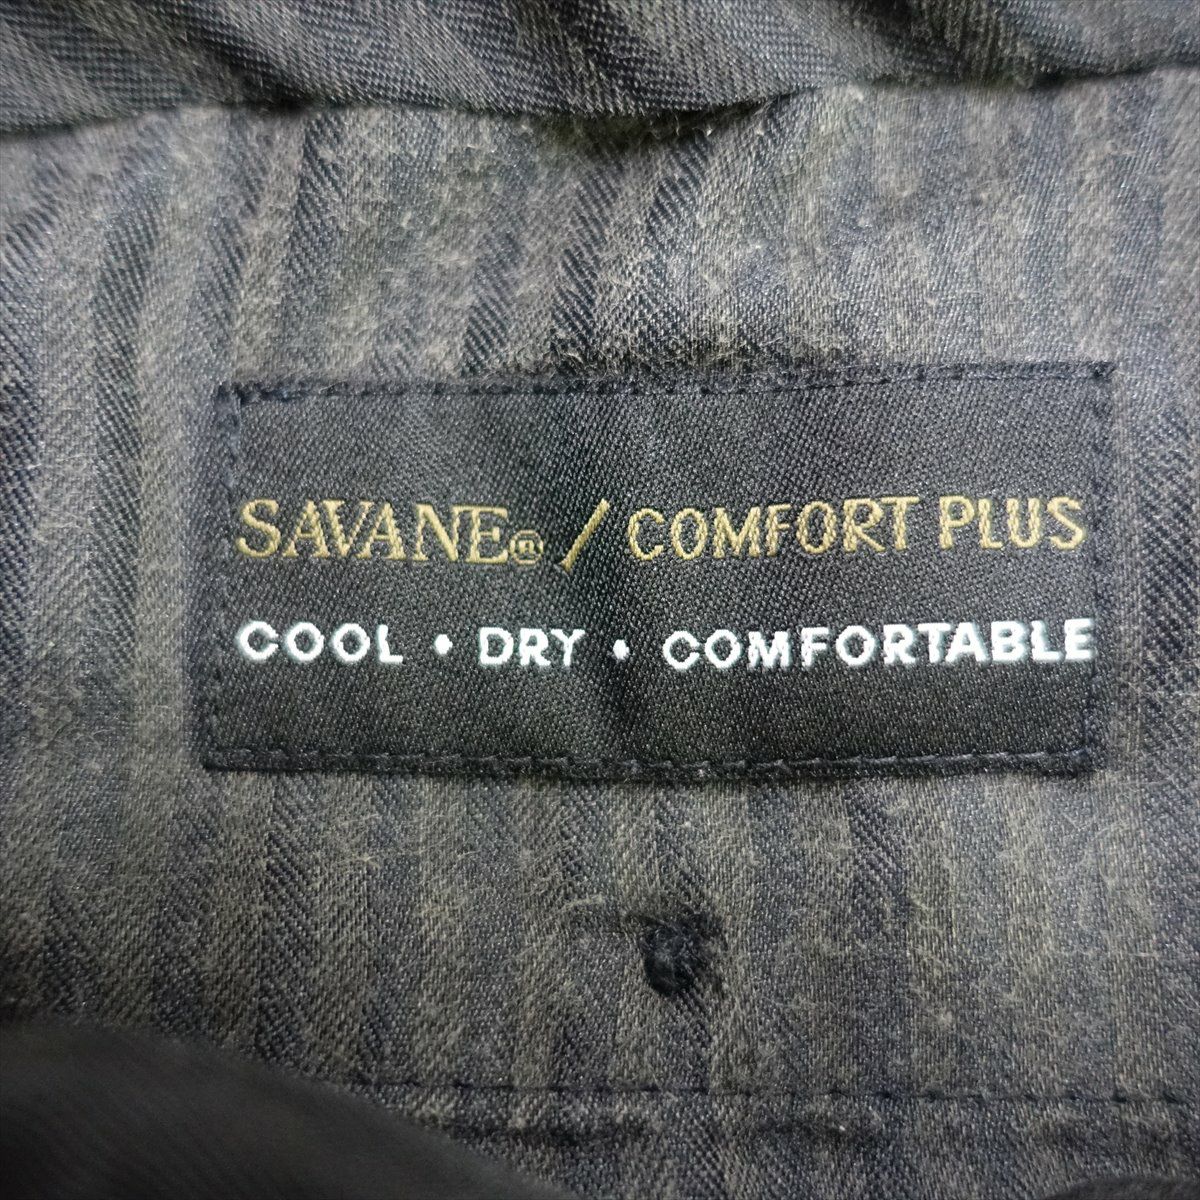 SAVANE® / COMFORT PLUS
COOL • DRY • COMFORTABLE